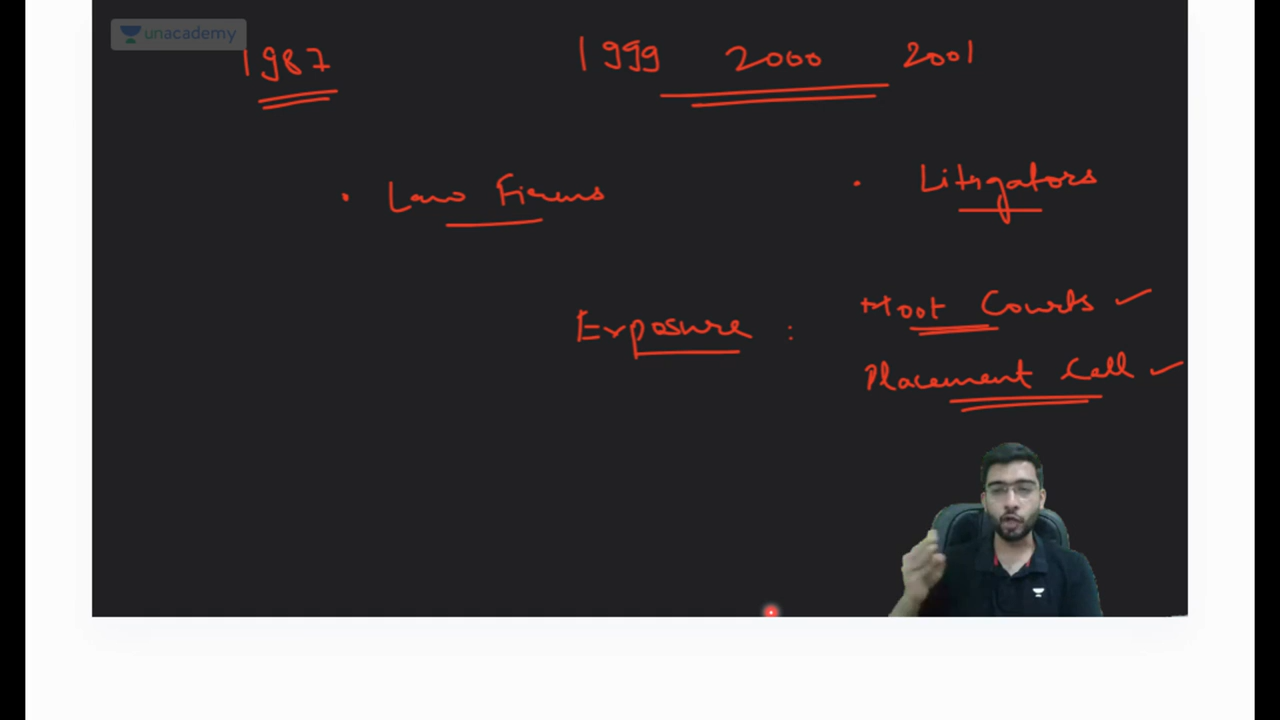 unacademy
1987 1999 2000 2001
• Law Firms • Litigators
Exposure : Moot Courts ✓
Placement Cell ✓